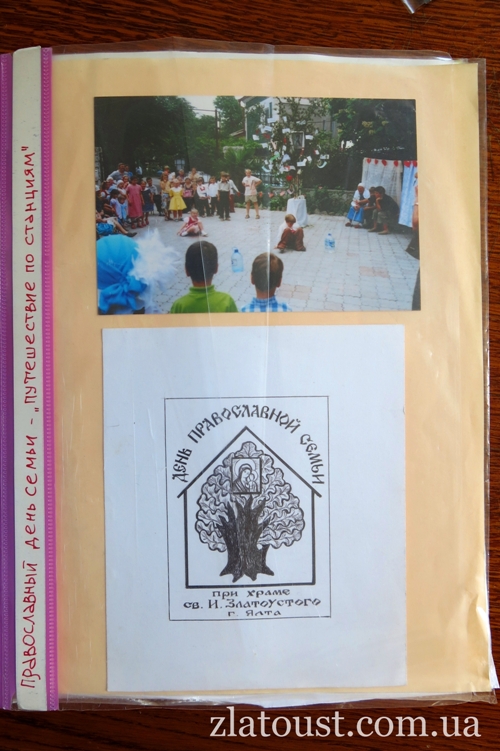 православный день семьи - "путешествие по станциям"
ДЕНЬ ПРАВОСЛАВНОЙ СЕМЬИ
при храме
св. И. Златоустого
г. Ялта
zlatoust.com.ua